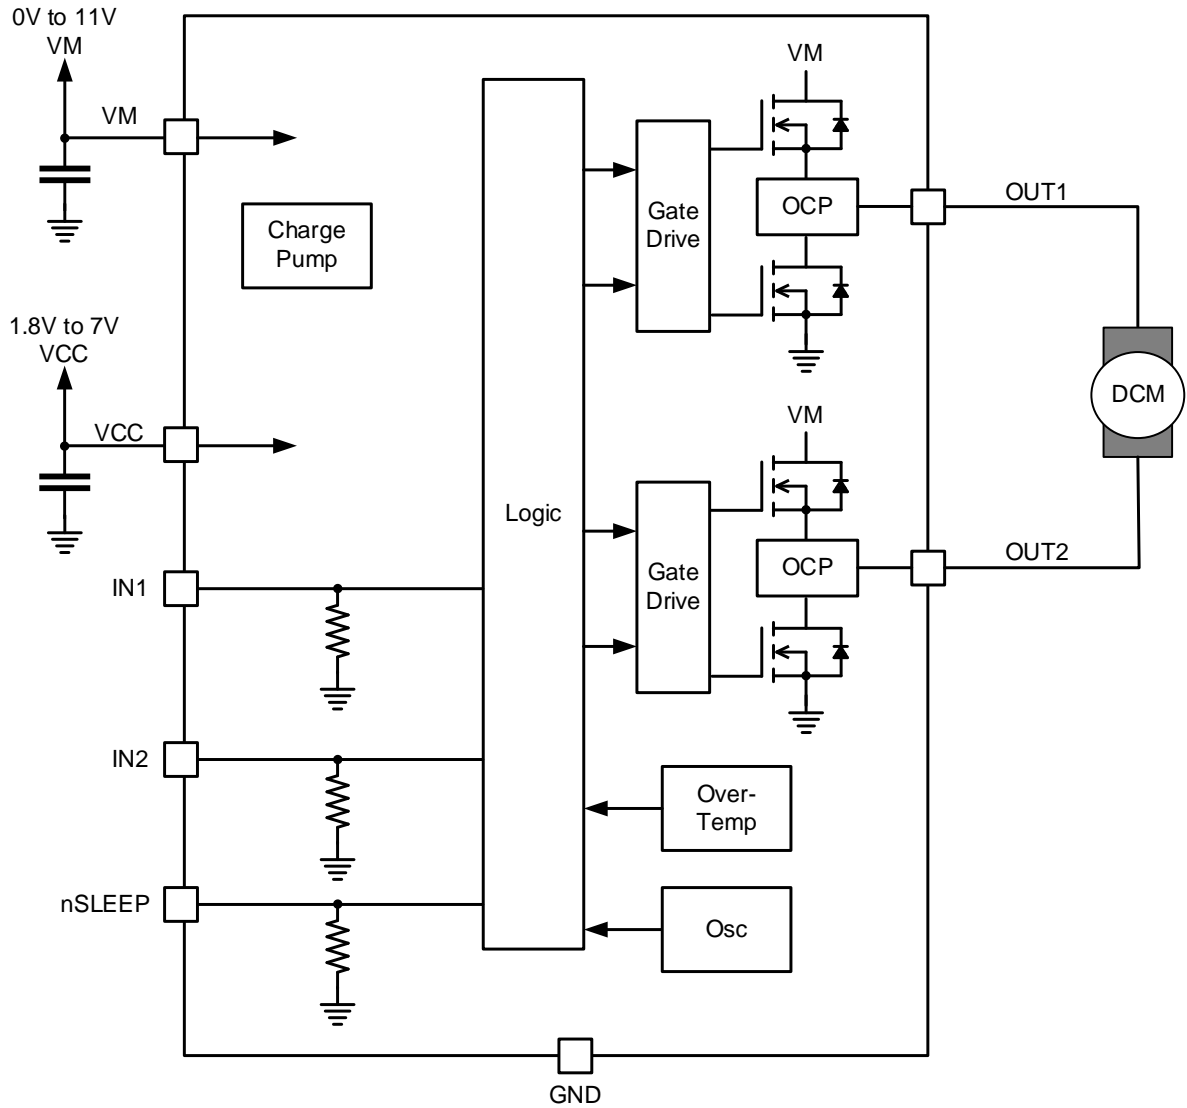 0V to 11V
VM
VM
VM
Charge
Pump
Gate
Drive
OCP
OUT1
1.8V to 7V
VCC
VCC
DCM
VM
Logic
Gate
Drive
OCP
OUT2
IN1
IN2
Over-
Temp
nSLEEP
Osc
GND